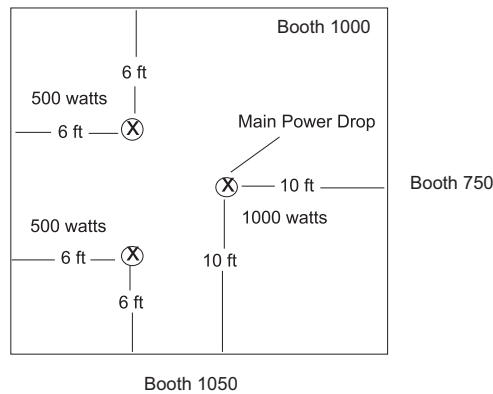 Booth 1000
6 ft
500 watts
6 ft
X
Main Power Drop
X
10 ft
Booth 750
1000 watts
500 watts
6 ft
X
10 ft
6 ft
Booth 1050